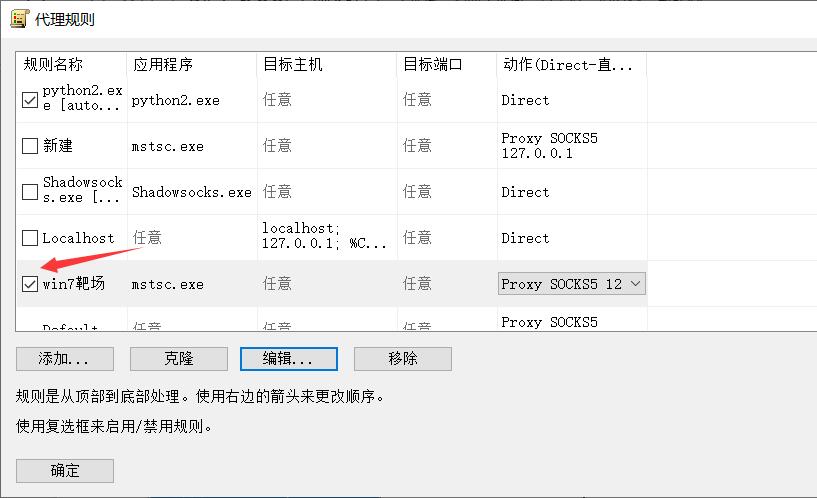 代理规则
规则名称 应用程序 目标主机 目标端口 动作(Direct-直...
python2.ex
e [auto... python2.exe 任意 任意 Direct
新建 mstsc.exe 任意 任意 Proxy SOCKS5
127.0.0.1
Shadowsock
s.exe [... Shadowsocks.exe 任意 任意 Direct
Localhost 任意 localhost;
127.0.0.1; %C... 任意 Direct
win7靶场 mstsc.exe 任意 任意 Proxy SOCKS5 12
Default 任意 任意 任意 Proxy SOCKS5
添加... 克隆 编辑... 移除
规则是从顶部到底部处理。使用右边的箭头来更改顺序。
使用复选框来启用/禁用规则。
确定